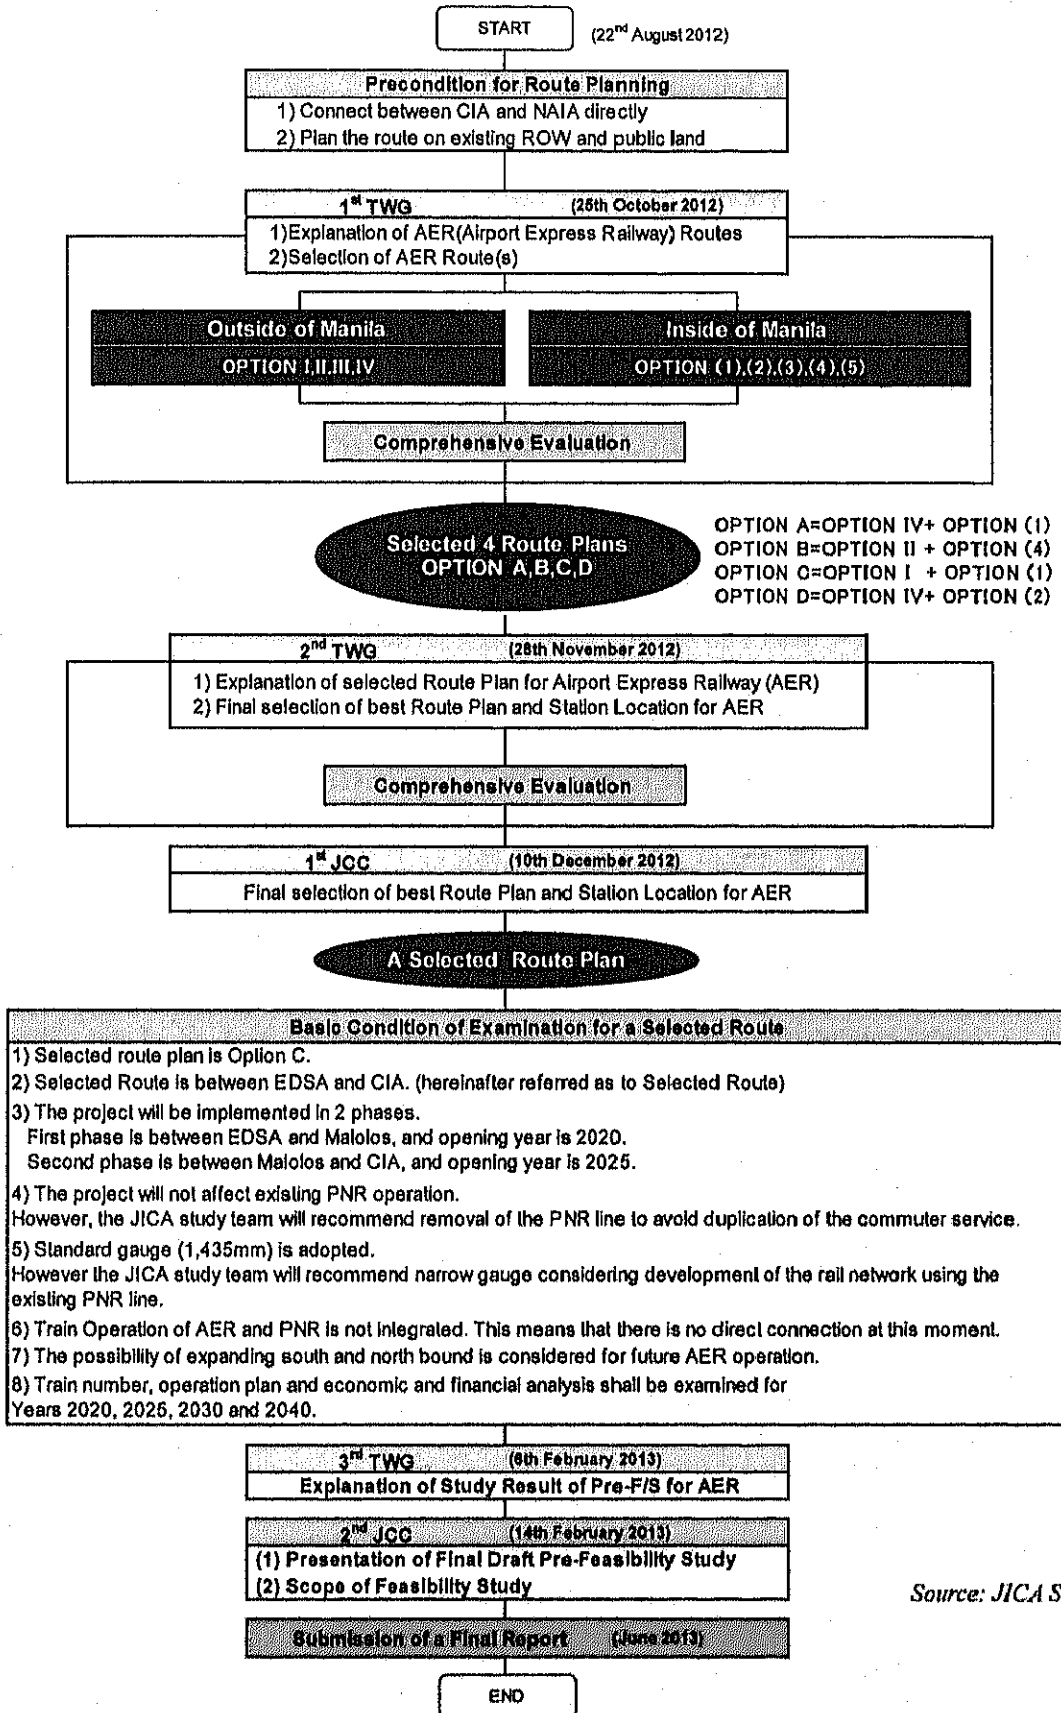 START
(22nd August 2012)
Precondition for Route Planning
1) Connect between CIA and NAIA directly
2) Plan the route on existing ROW and public land
1st TWG (25th October 2012)
1)Explanation of AER(Airport Express Railway) Routes
2)Selection of AER Route(s)
Outside of Manila
OPTION I,II,III,IV
Inside of Manila
OPTION (1),(2),(3),(4),(5)
Comprehensive Evaluation
Selected 4 Route Plans
OPTION A,B,C,D
OPTION A=OPTION IV+ OPTION (1)
OPTION B=OPTION II + OPTION (4)
OPTION C=OPTION I + OPTION (1)
OPTION D=OPTION IV+ OPTION (2)
2nd TWG (28th November 2012)
1) Explanation of selected Route Plan for Airport Express Railway (AER)
2) Final selection of best Route Plan and Station Location for AER
Comprehensive Evaluation
1st JCC (10th December 2012)
Final selection of best Route Plan and Station Location for AER
A Selected Route Plan
Basic Condition of Examination for a Selected Route
1) Selected route plan is Option C.
2) Selected Route is between EDSA and CIA. (hereinafter referred as to Selected Route)
3) The project will be implemented in 2 phases.
First phase is between EDSA and Malolos, and opening year is 2020.
Second phase is between Malolos and CIA, and opening year is 2025.
4) The project will not affect existing PNR operation.
However, the JICA study team will recommend removal of the PNR line to avoid duplication of the commuter service.
5) Standard gauge (1,435mm) is adopted.
However the JICA study team will recommend narrow gauge considering development of the rail network using the
existing PNR line.
6) Train Operation of AER and PNR is not integrated. This means that there is no direct connection at this moment.
7) The possibility of expanding south and north bound is considered for future AER operation.
8) Train number, operation plan and economic and financial analysis shall be examined for
Years 2020, 2025, 2030 and 2040.
3rd TWG (6th February 2013)
Explanation of Study Result of Pre-F/S for AER
2nd JCC (14th February 2013)
(1) Presentation of Final Draft Pre-Feasibility Study
(2) Scope of Feasibility Study
Source: JICA S
Submission of a Final Report (June 2013)
END